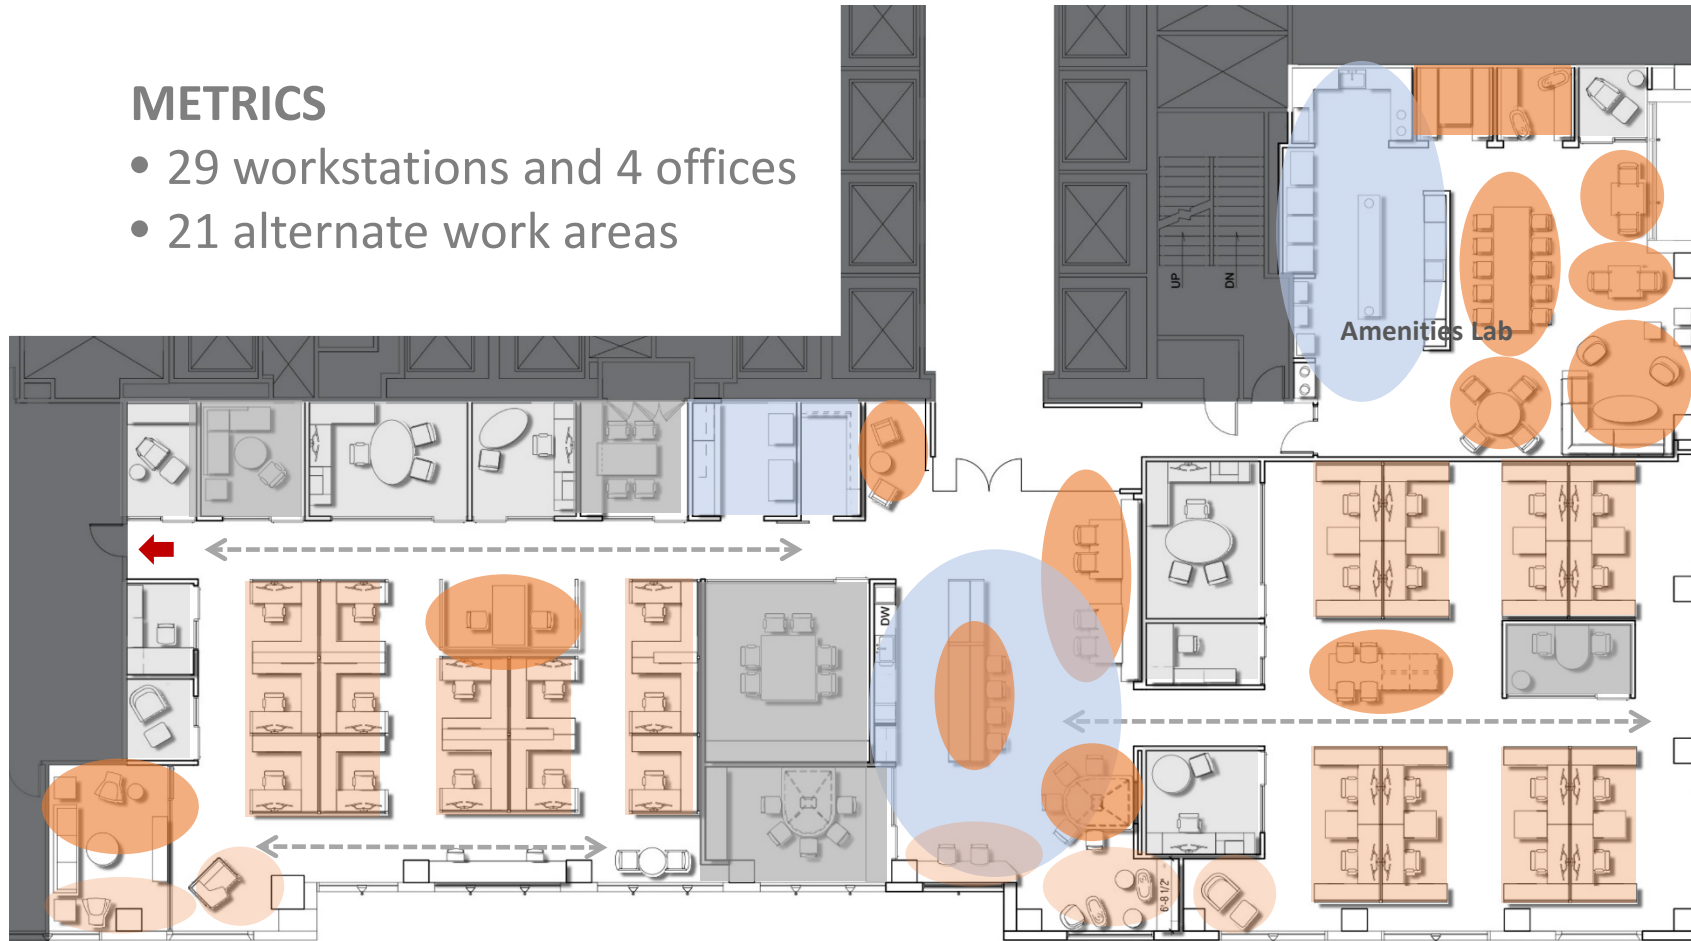 METRICS
• 29 workstations and 4 offices
• 21 alternate work areas
UP
DN
Amenities Lab
DW
6'-8 1/2"